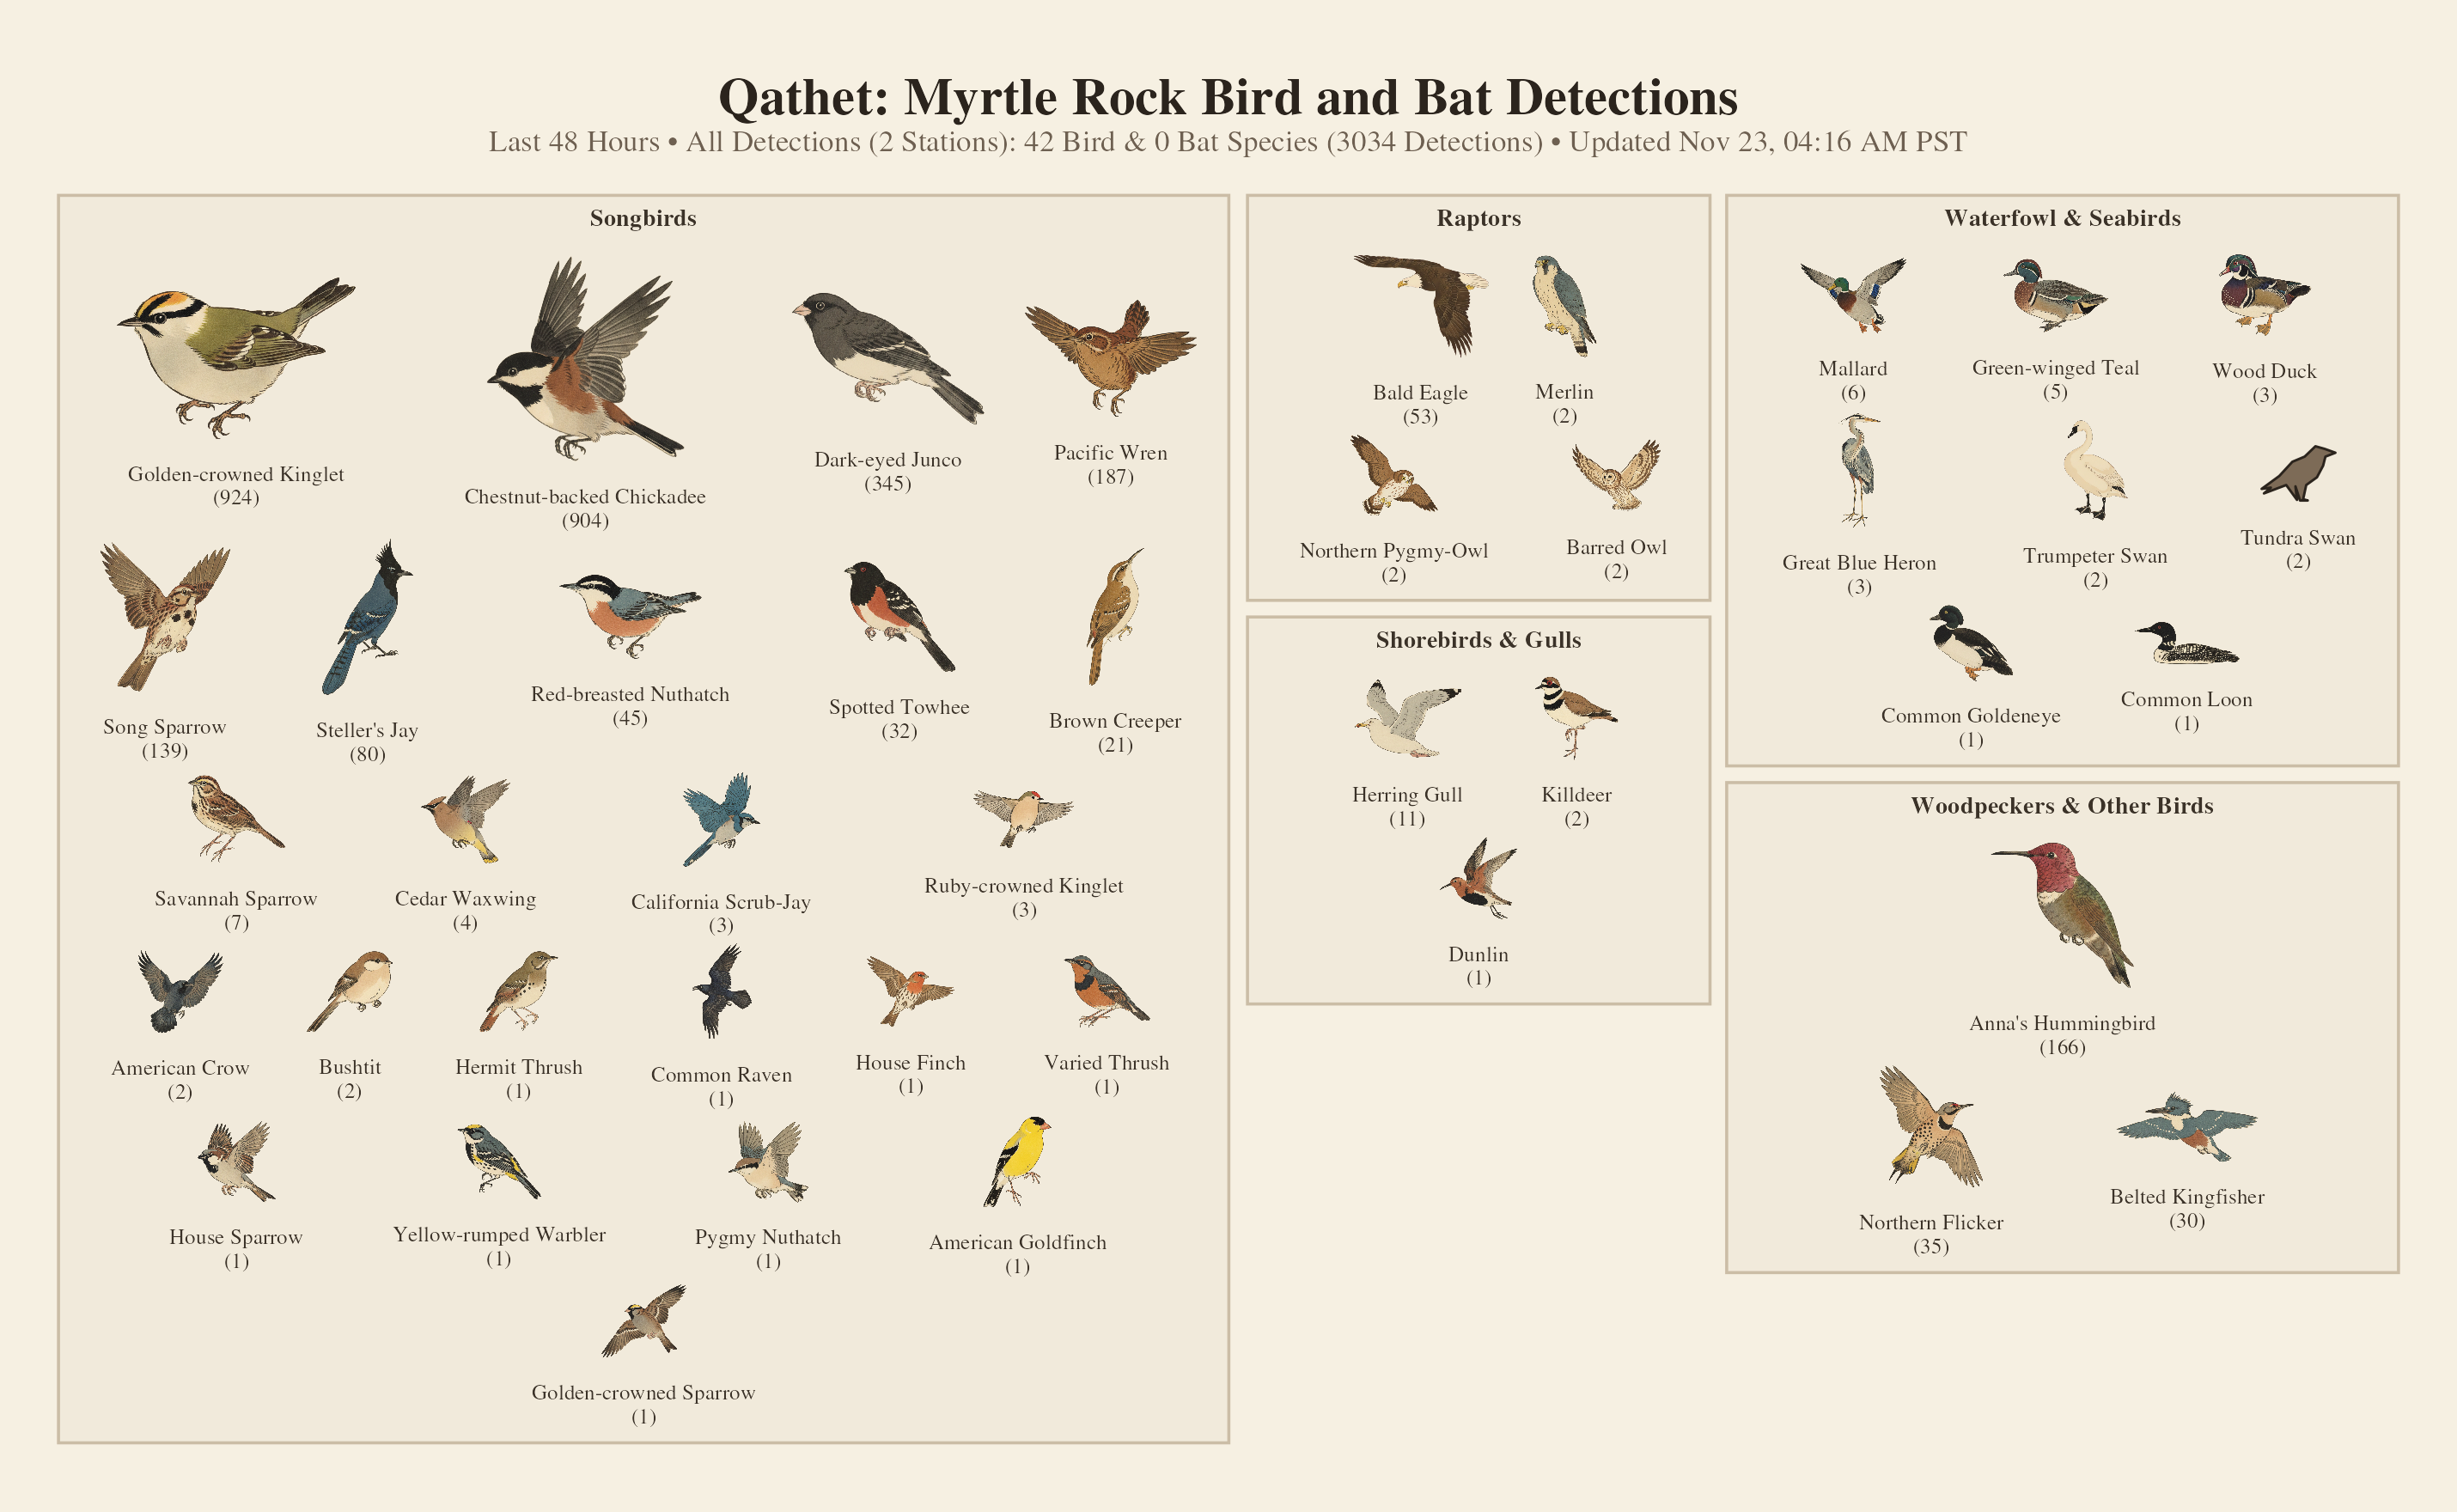 Qathet: Myrtle Rock Bird and Bat Detections
Last 48 Hours • All Detections (2 Stations): 42 Bird & 0 Bat Species (3034 Detections) • Updated Nov 23, 04:16 AM PST
Songbirds
Golden-crowned Kinglet
(924)
Chestnut-backed Chickadee
(904)
Dark-eyed Junco
(345)
Pacific Wren
(187)
Song Sparrow
(139)
Steller's Jay
(80)
Red-breasted Nuthatch
(45)
Spotted Towhee
(32)
Brown Creeper
(21)
Savannah Sparrow
(7)
Cedar Waxwing
(4)
California Scrub-Jay
(3)
Ruby-crowned Kinglet
(3)
American Crow
(2)
Bushtit
(2)
Hermit Thrush
(1)
Common Raven
(1)
House Finch
(1)
Varied Thrush
(1)
House Sparrow
(1)
Yellow-rumped Warbler
(1)
Pygmy Nuthatch
(1)
American Goldfinch
(1)
Golden-crowned Sparrow
(1)
Raptors
Bald Eagle
(53)
Merlin
(2)
Northern Pygmy-Owl
(2)
Barred Owl
(2)
Shorebirds & Gulls
Herring Gull
(11)
Killdeer
(2)
Dunlin
(1)
Waterfowl & Seabirds
Mallard
(6)
Green-winged Teal
(5)
Wood Duck
(3)
Great Blue Heron
(3)
Trumpeter Swan
(2)
Tundra Swan
(2)
Common Goldeneye
(1)
Common Loon
(1)
Woodpeckers & Other Birds
Anna's Hummingbird
(166)
Northern Flicker
(35)
Belted Kingfisher
(30)